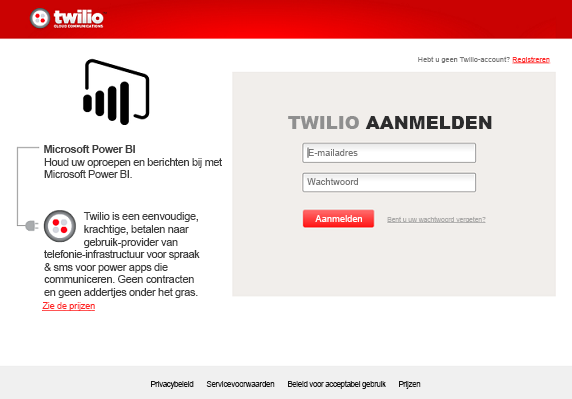 twilio
CLOUD COMMUNICATIONS
Hebt u geen Twilio-account? Registreren
Microsoft Power BI
Houd uw oproepen en berichten bij met
Microsoft Power BI.
Twilio is een eenvoudige,
krachtige, betalen naar
gebruik-provider van
telefonie-infrastructuur voor spraak
& sms voor power apps die
communiceren. Geen contracten
en geen addertjes onder het gras.
Zie de prijzen
TWILIO AANMELDEN
E-mailadres
Wachtwoord
Aanmelden
Bent u uw wachtwoord vergeten?
Privacybeleid Servicevoorwaarden Beleid voor acceptabel gebruik Prijzen